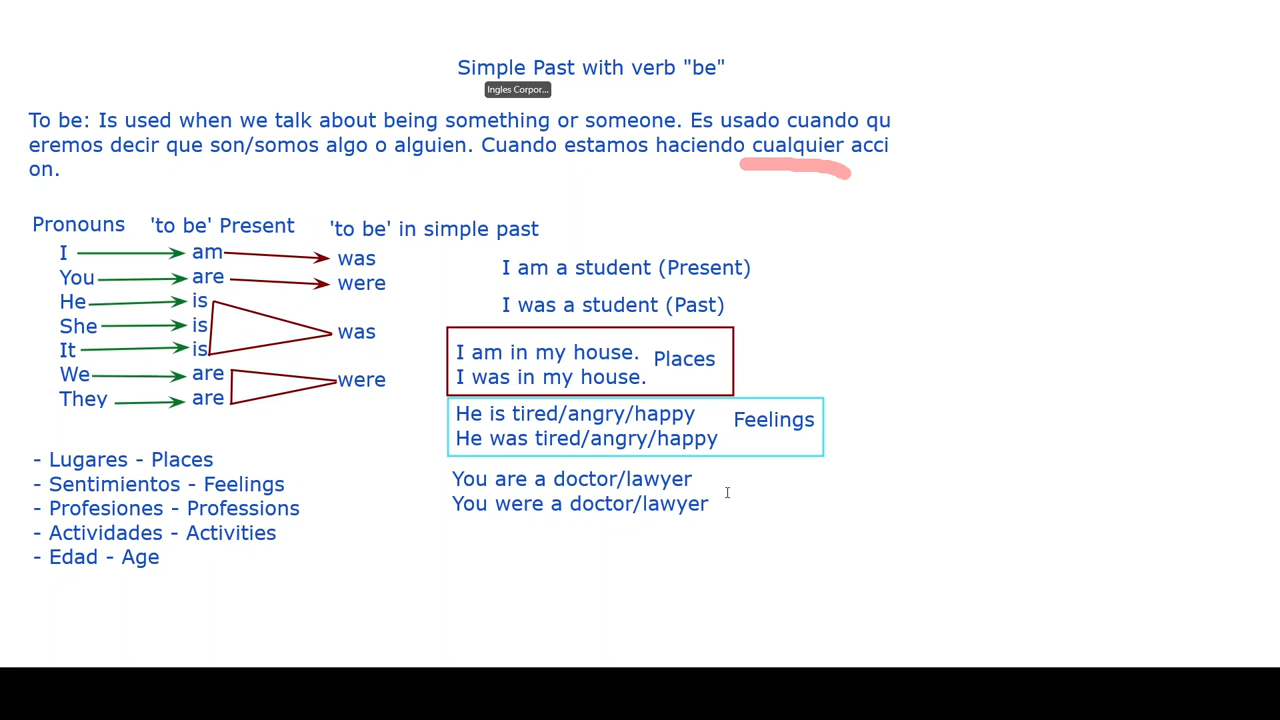 Simple Past with verb "be"
Ingles Corpor...
To be: Is used when we talk about being something or someone. Es usado cuando qu
eremos decir que son/somos algo o alguien. Cuando estamos haciendo cualquier acci
on.
Pronouns 'to be' Present 'to be' in simple past
I am was
You are were
He is
She is was
It is
We are were
They are
I am a student (Present)
I was a student (Past)
I am in my house. Places
I was in my house.
He is tired/angry/happy Feelings
He was tired/angry/happy
You are a doctor/lawyer
You were a doctor/lawyer
- Lugares - Places
- Sentimientos - Feelings
- Profesiones - Professions
- Actividades - Activities
- Edad - Age